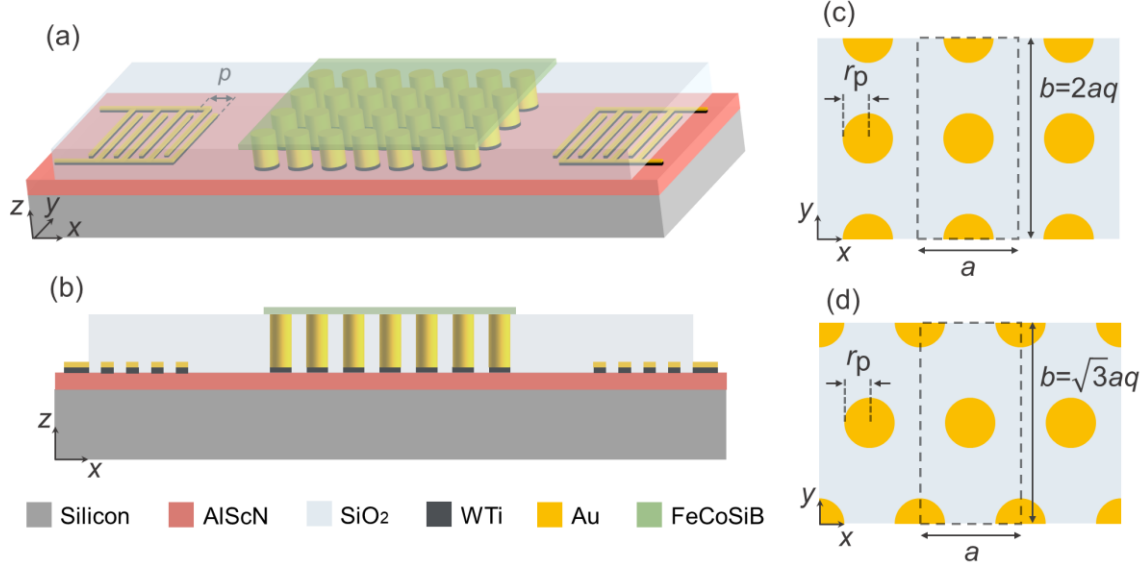 (a)
p
z
y
x
(b)
z
x
Silicon
AlScN
SiO2
WTi
Au
FeCoSiB
(c)
rp
b=2aq
y
x
a
(d)
rp
b=√3aq
y
x
a